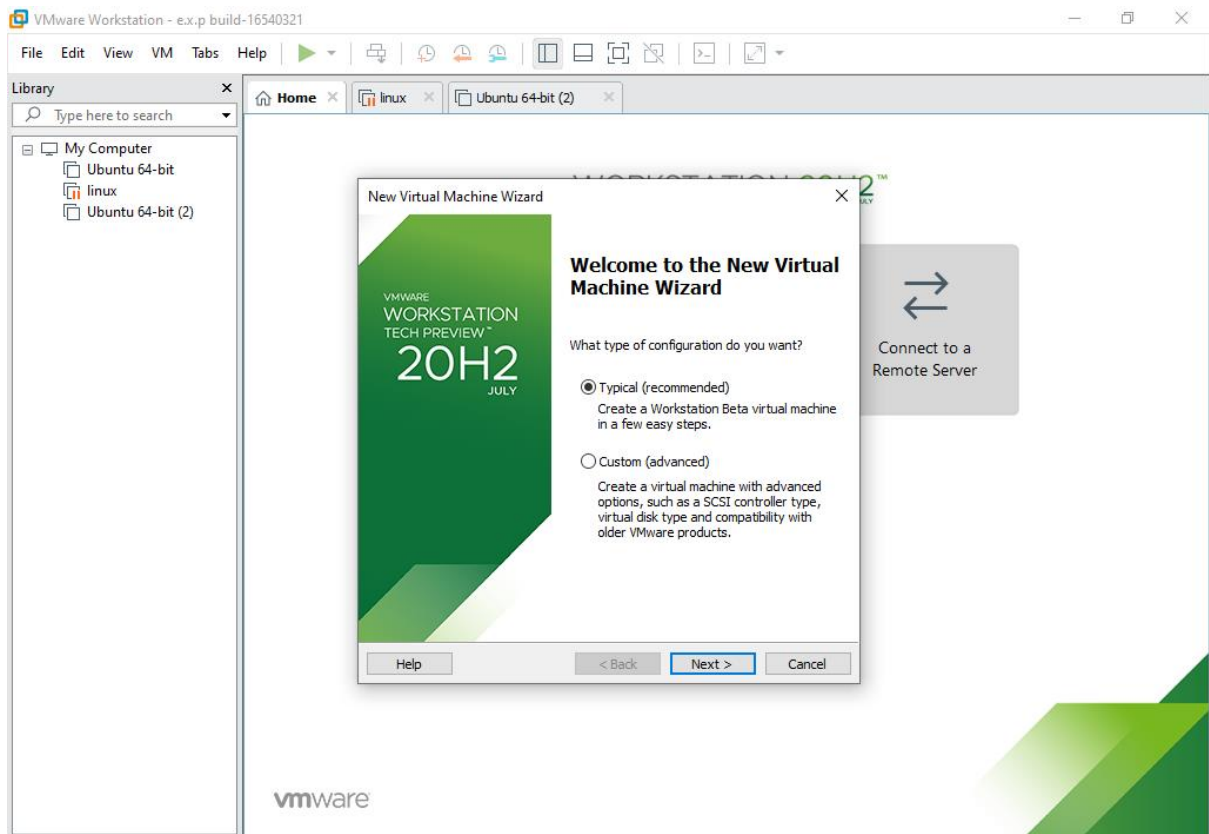 VMware Workstation - e.x.p build-16540321
File Edit View VM Tabs Help
Library
Type here to search
My Computer
Ubuntu 64-bit
linux
Ubuntu 64-bit (2)
Home
linux
Ubuntu 64-bit (2)
WORKSTATION 20H2™
JULY
New Virtual Machine Wizard
VMWARE
WORKSTATION
TECH PREVIEW™
20H2
JULY
Welcome to the New Virtual
Machine Wizard
What type of configuration do you want?
Typical (recommended)
Create a Workstation Beta virtual machine
in a few easy steps.
Custom (advanced)
Create a virtual machine with advanced
options, such as a SCSI controller type,
virtual disk type and compatibility with
older VMware products.
Help < Back Next > Cancel
Connect to a
Remote Server
vmware